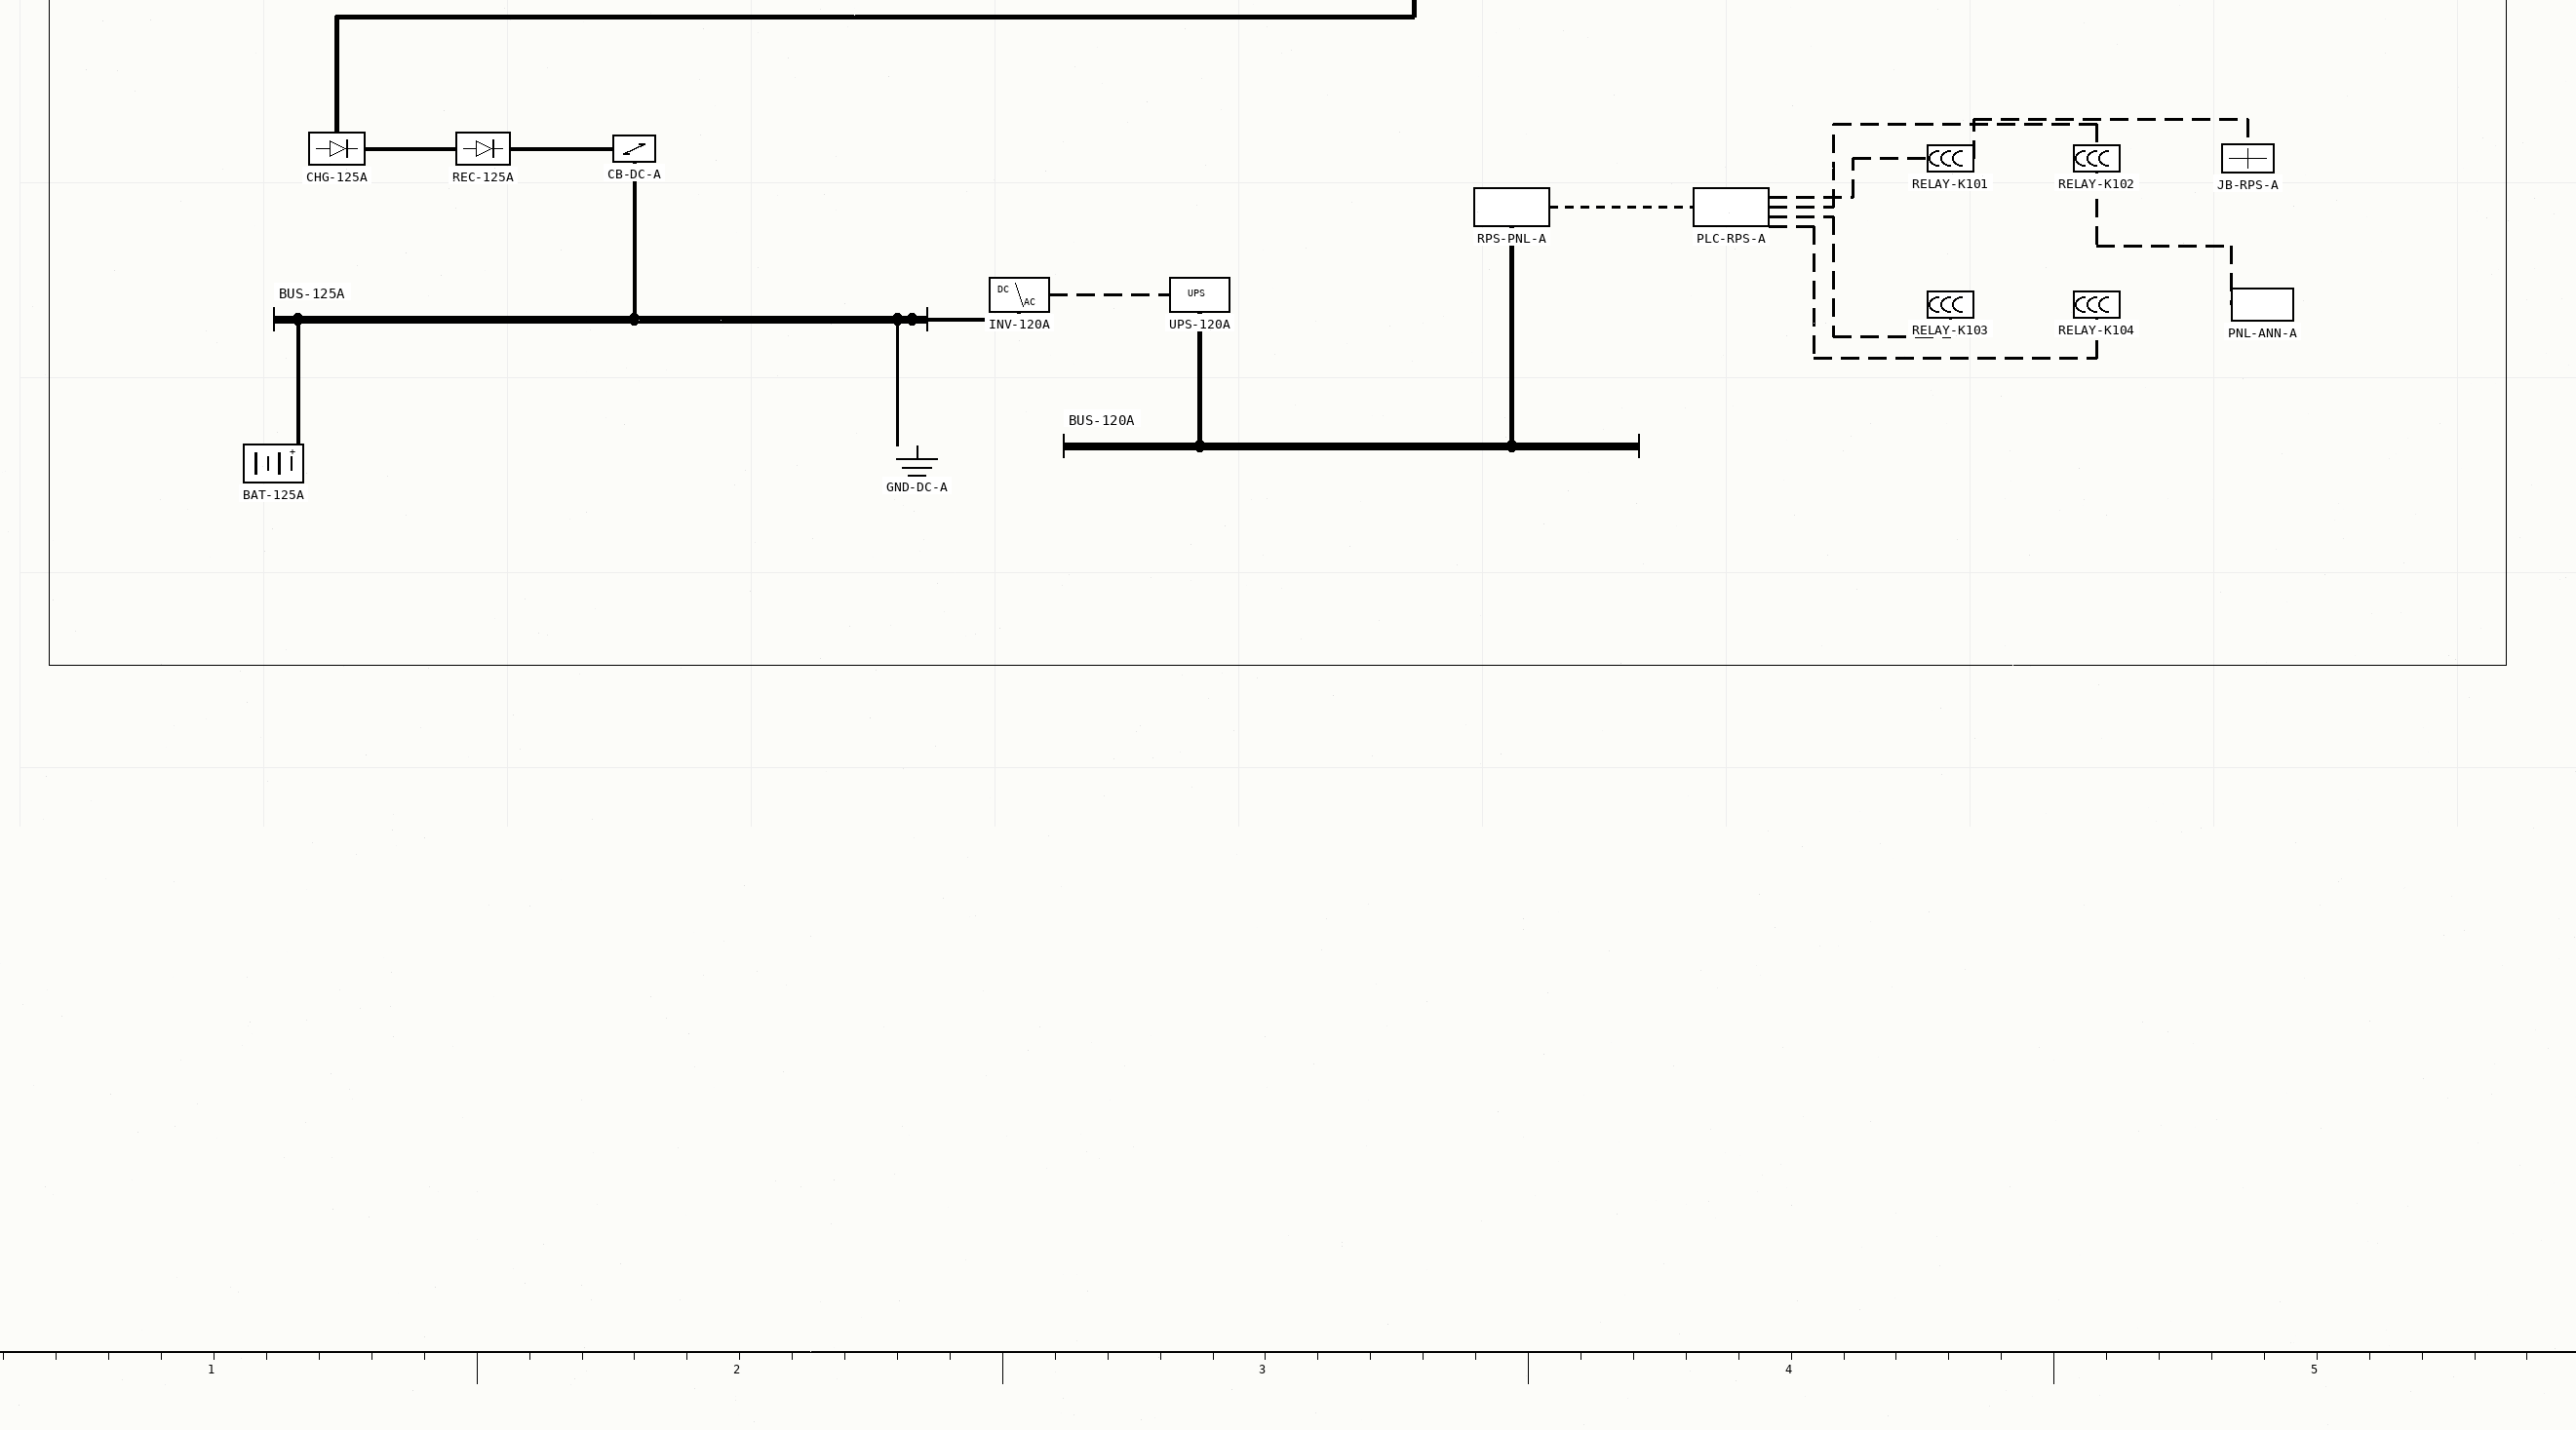 CHG-125A
REC-125A
CB-DC-A
RELAY-K101
RELAY-K102
JB-RPS-A
RPS-PNL-A
PLC-RPS-A
BUS-125A
DC
AC
INV-120A
UPS
UPS-120A
RELAY-K103
RELAY-K104
PNL-ANN-A
BUS-120A
+
BAT-125A
GND-DC-A
1
2
3
4
5